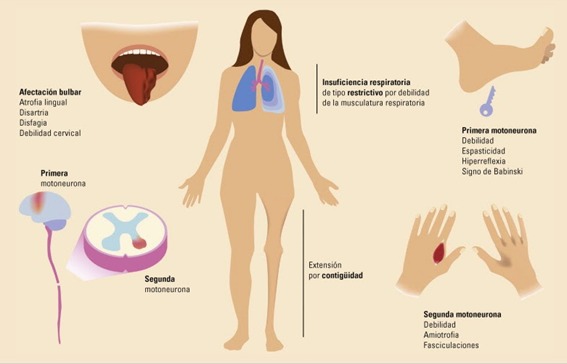 Afectación bulbar
Atrofia lingual
Disartria
Disfagia
Debilidad cervical
Insuficiencia respiratoria
de tipo restrictivo por debilidad
de la musculatura respiratoria
Primera motoneurona
Debilidad
Espasticidad
Hiperreflexia
Signo de Babinski
Primera
motoneurona
Segunda
motoneurona
Extensión
por contigüidad
Segunda motoneurona
Debilidad
Amiotrofia
Fasciculaciones